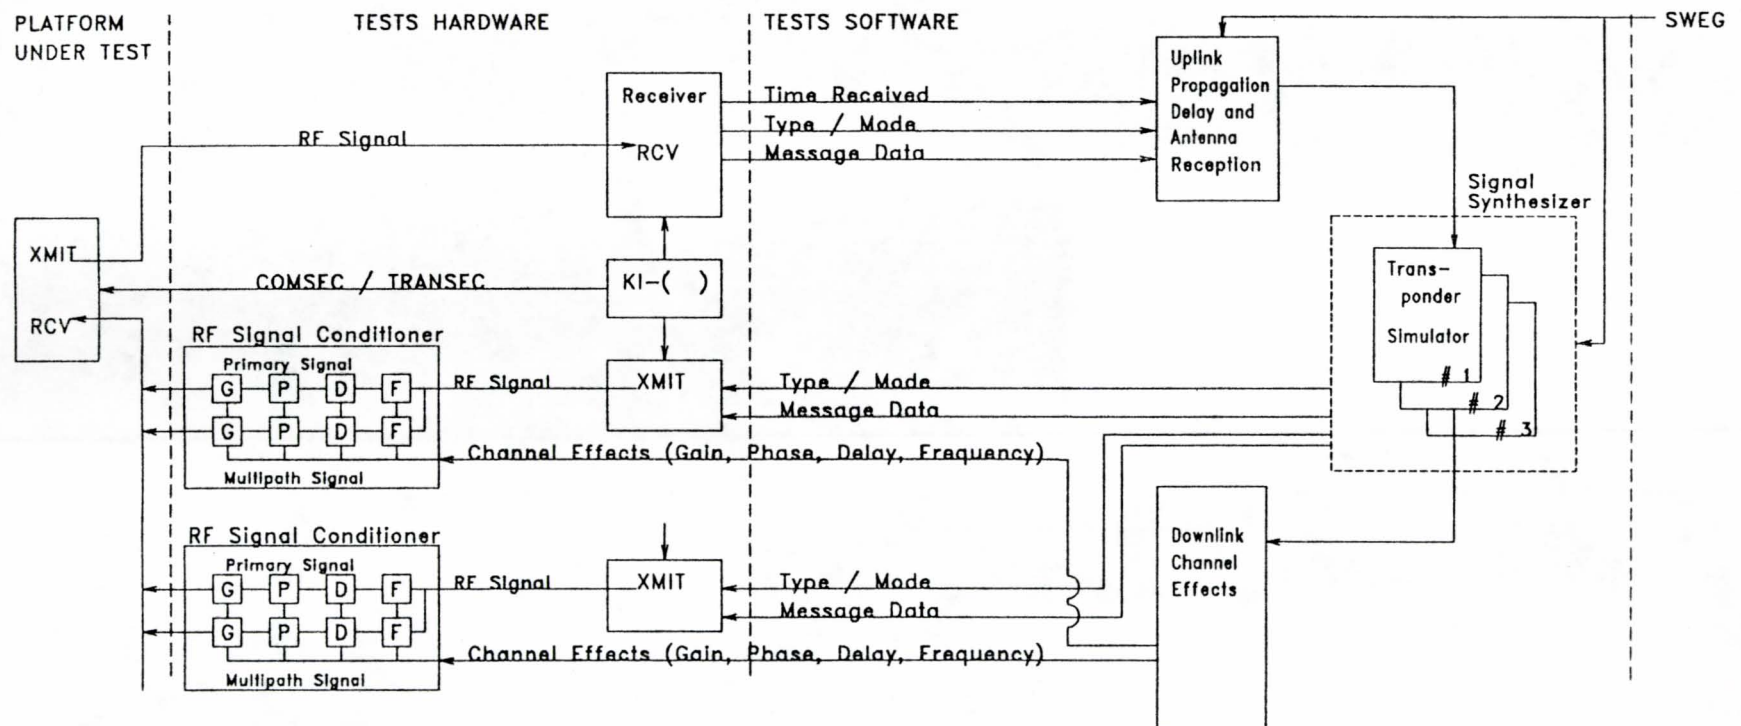 PLATFORM
UNDER TEST
TESTS HARDWARE
TESTS SOFTWARE
SWEG
Receiver
RCV
Time Received
Type / Mode
Message Data
Uplink
Propagation
Delay and
Antenna
Reception
RF Signal
Signal
Synthesizer
XMIT
RCV
COMSEC / TRANSEC
KI-( )
Trans-
ponder
Simulator
# 1
# 2
# 3
RF Signal Conditioner
Primary Signal
G P D F
G P D F
Multipath Signal
RF Signal
XMIT
Type / Mode
Message Data
Channel Effects (Gain, Phase, Delay, Frequency)
Downlink
Channel
Effects
RF Signal Conditioner
Primary Signal
G P D F
G P D F
Multipath Signal
RF Signal
XMIT
Type / Mode
Message Data
Channel Effects (Gain, Phase, Delay, Frequency)